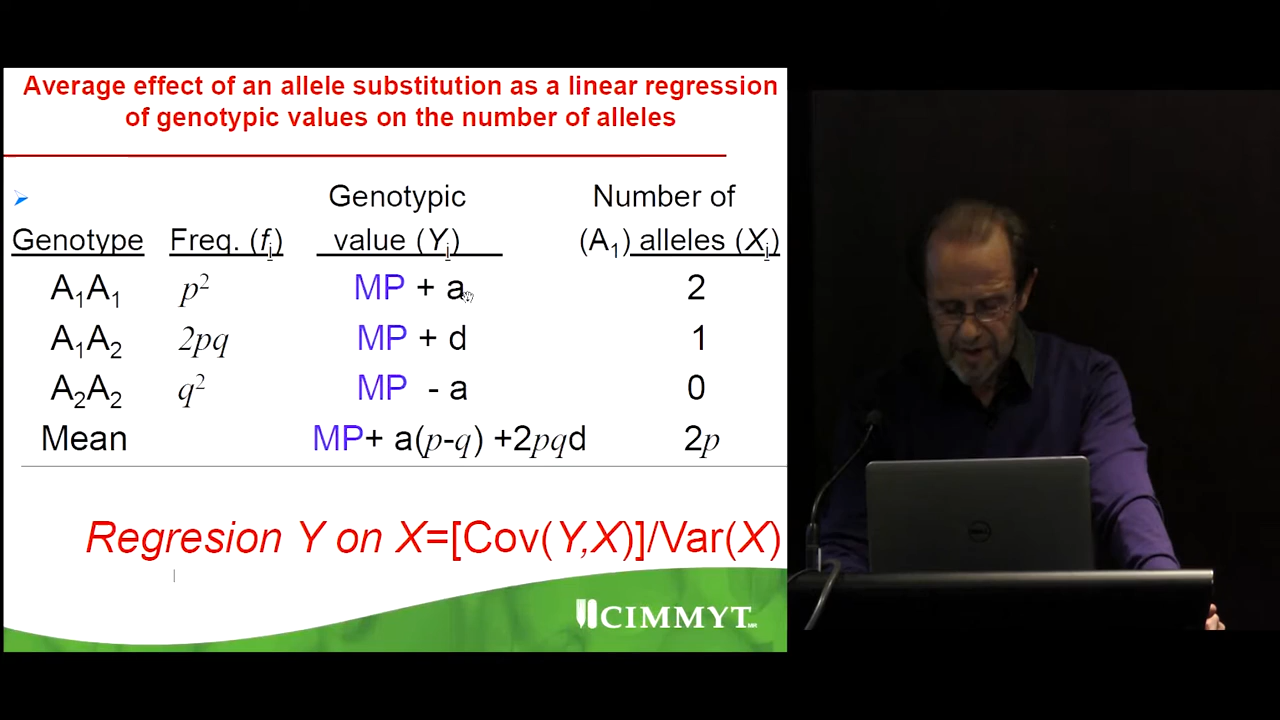 Average effect of an allele substitution as a linear regression
of genotypic values on the number of alleles
Genotypic Number of
Genotype Freq. (fi) value (Yi) (A1) alleles (Xi)
A1A1 p² MP + a 2
A1A2 2pq MP + d 1
A2A2 q² MP - a 0
Mean MP+ a(p-q) +2pqd 2p
Regresion Y on X=[Cov(Y,X)]/Var(X)
CIMMYT
DELL